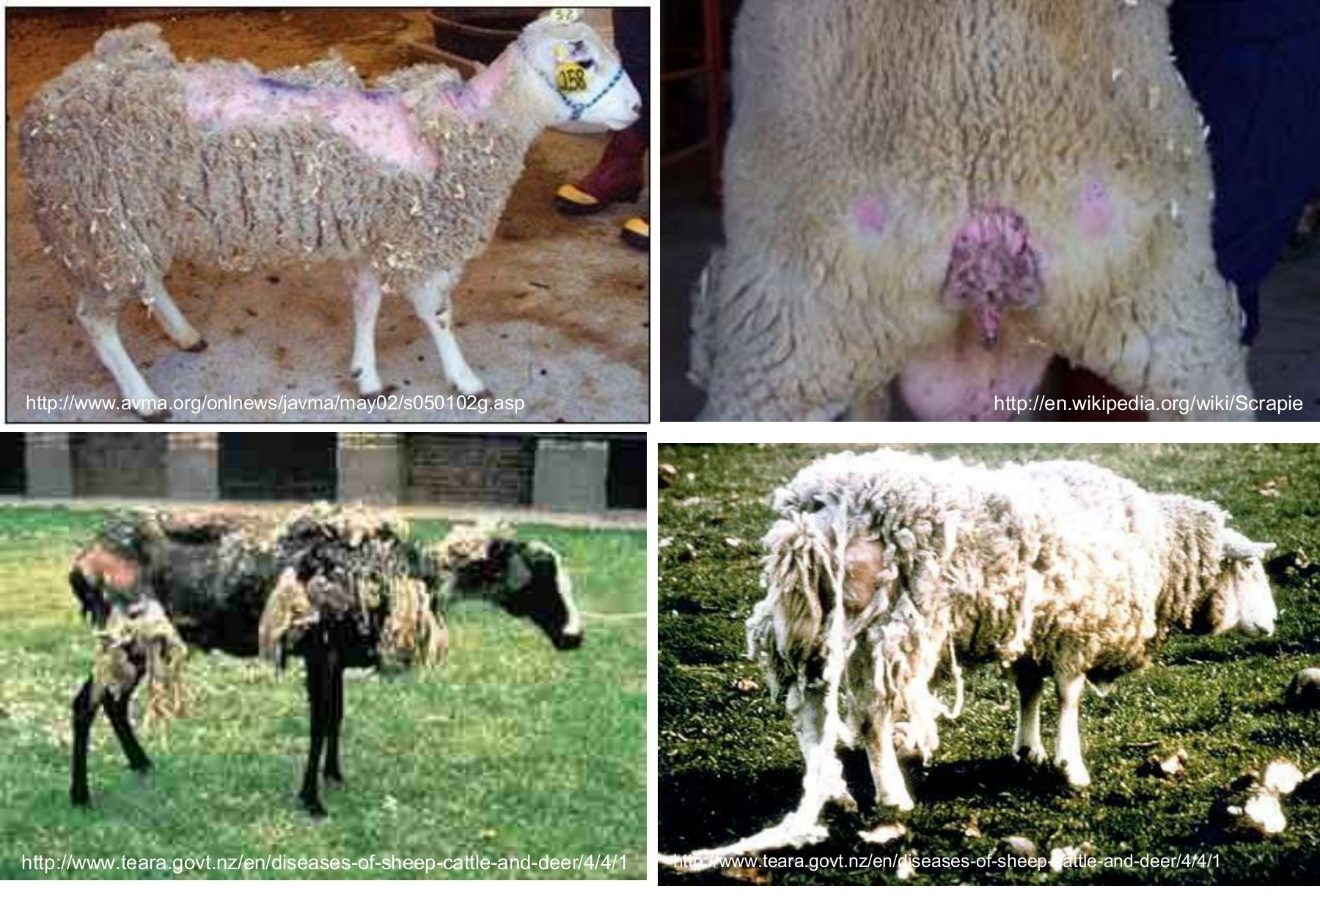 52
158
http://www.avma.org/onlnews/javma/may02/s050102g.asp
http://en.wikipedia.org/wiki/Scrapie
http://www.teara.govt.nz/en/diseases-of-sheep-cattle-and-deer/4/4/1
http://www.teara.govt.nz/en/diseases-of-sheep-cattle-and-deer/4/4/1